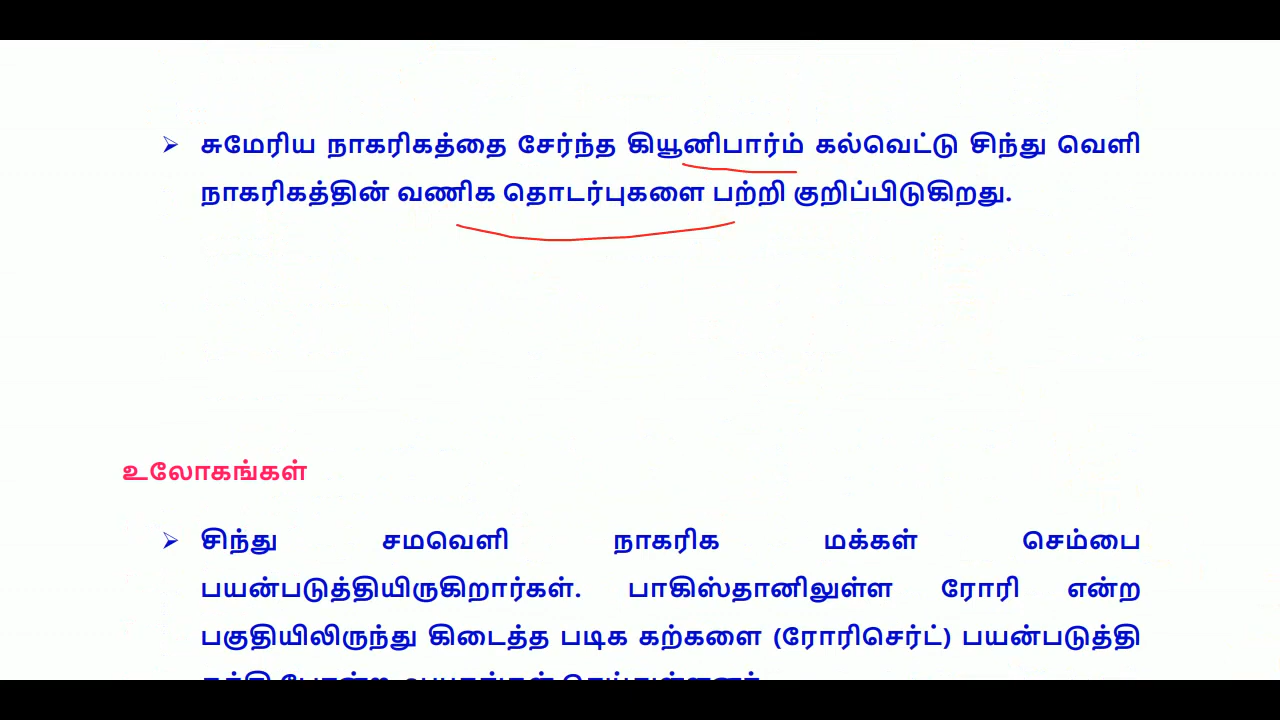 ➢ சுமேரிய நாகரிகத்தை சேர்ந்த கியூனிபார்ம் கல்வெட்டு சிந்து வெளி
நாகரிகத்தின் வணிக தொடர்புகளை பற்றி குறிப்பிடுகிறது.
உலோகங்கள்
➢ சிந்து சமவெளி நாகரிக மக்கள் செம்பை
பயன்படுத்தியிருகிறார்கள். பாகிஸ்தானிலுள்ள ரோரி என்ற
பகுதியிலிருந்து கிடைத்த படிக கற்களை (ரோரிசெர்ட்) பயன்படுத்தி